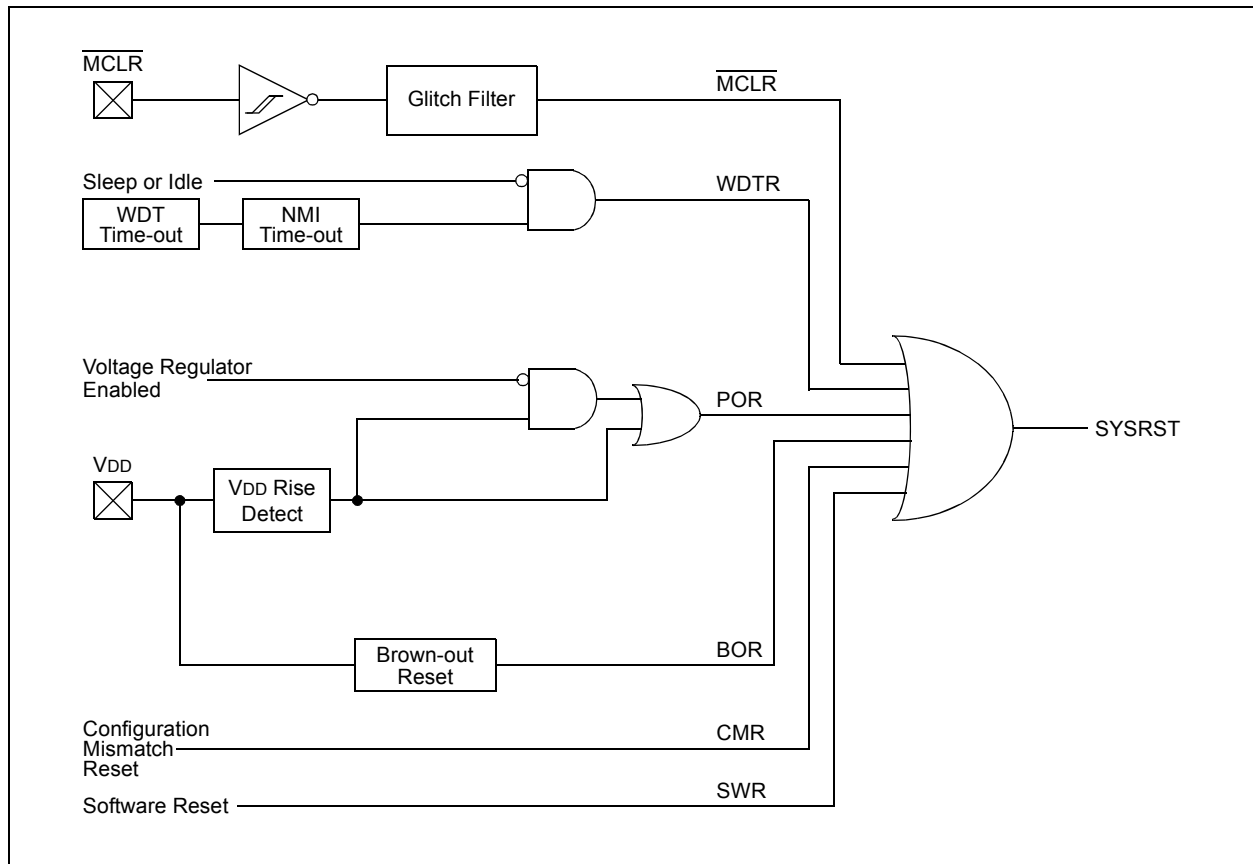 MCLR
Glitch Filter
MCLR
Sleep or Idle
WDTR
WDT
Time-out
NMI
Time-out
Voltage Regulator
Enabled
POR
SYSRST
VDD
VDD Rise
Detect
Brown-out
Reset
BOR
Configuration
Mismatch
Reset
CMR
Software Reset
SWR